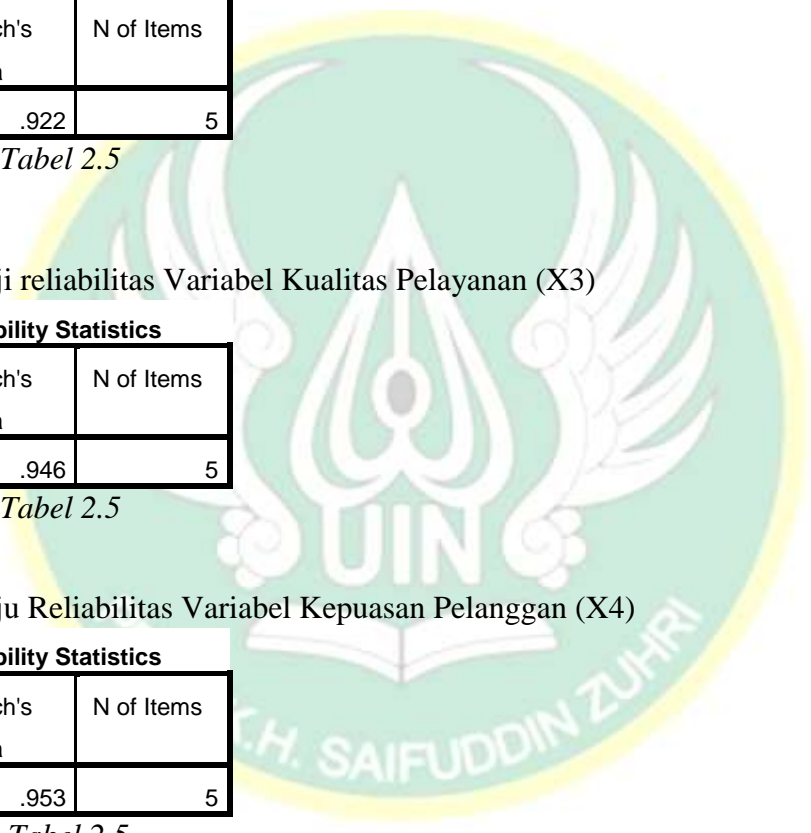 ch's N of Items
.922 5
Tabel 2.5
ji reliabilitas Variabel Kualitas Pelayanan (X3)
bility Statistics
ch's N of Items
.946 5
Tabel 2.5
ju Reliabilitas Variabel Kepuasan Pelanggan (X4)
bility Statistics
ch's N of Items
.953 5
Tabel 2.5
UIN
K.H. SAIFUDDIN ZUHRI